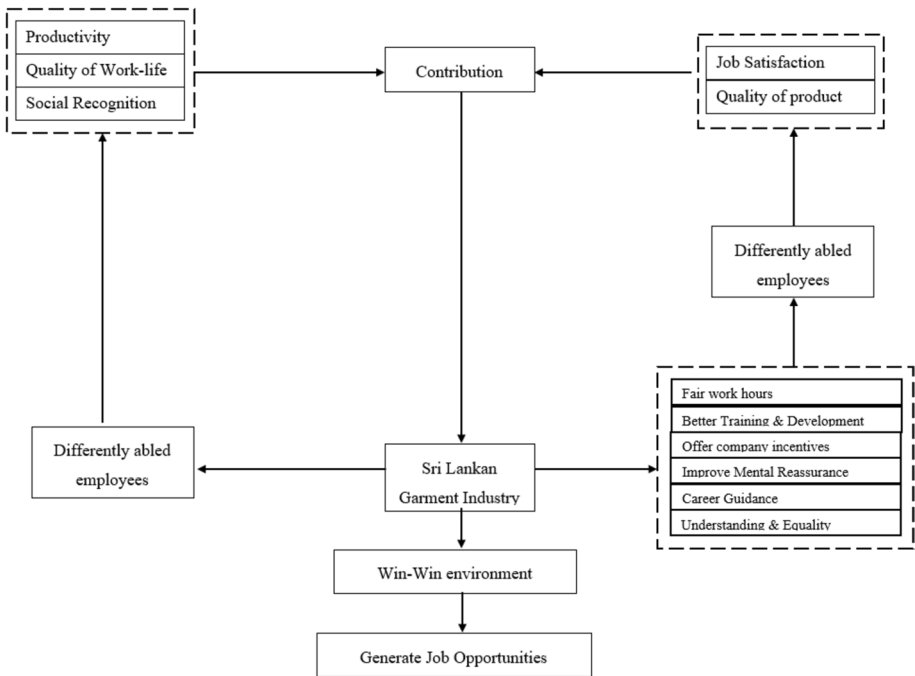 Productivity
Quality of Work-life
Social Recognition
Contribution
Job Satisfaction
Quality of product
Differently abled
employees
Fair work hours
Better Training & Development
Offer company incentives
Improve Mental Reassurance
Career Guidance
Understanding & Equality
Differently abled
employees
Sri Lankan
Garment Industry
Win-Win environment
Generate Job Opportunities